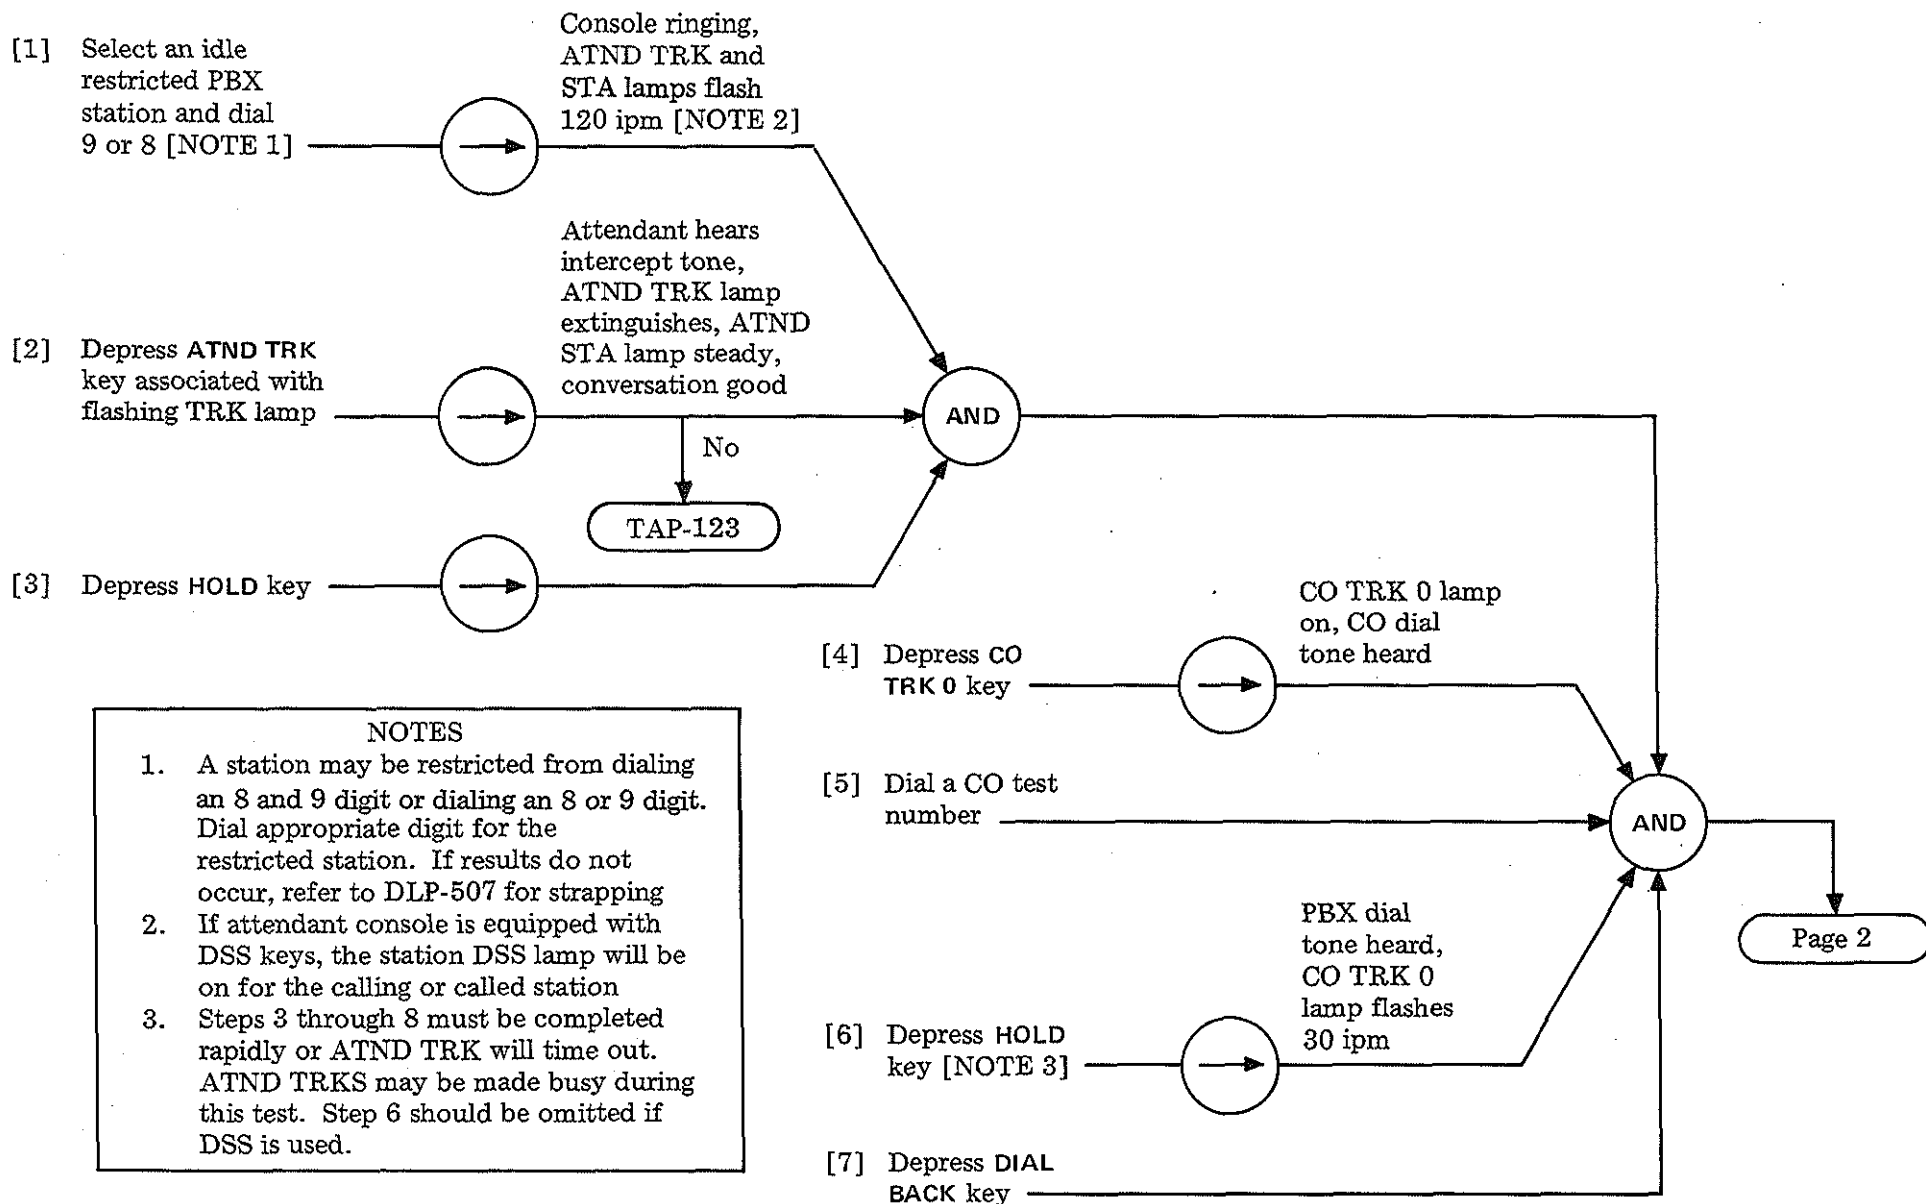 [1] Select an idle
restricted PBX
station and dial
9 or 8 [NOTE 1]
Console ringing,
ATND TRK and
STA lamps flash
120 ipm [NOTE 2]
[2] Depress ATND TRK
key associated with
flashing TRK lamp
Attendant hears
intercept tone,
ATND TRK lamp
extinguishes, ATND
STA lamp steady,
conversation good
No
TAP-123
AND
[3] Depress HOLD key
[4] Depress CO
TRK 0 key
CO TRK 0 lamp
on, CO dial
tone heard
[5] Dial a CO test
number
AND
Page 2
[6] Depress HOLD
key [NOTE 3]
PBX dial
tone heard,
CO TRK 0
lamp flashes
30 ipm
[7] Depress DIAL
BACK key
NOTES
1. A station may be restricted from dialing
an 8 and 9 digit or dialing an 8 or 9 digit.
Dial appropriate digit for the
restricted station. If results do not
occur, refer to DLP-507 for strapping
2. If attendant console is equipped with
DSS keys, the station DSS lamp will be
on for the calling or called station
3. Steps 3 through 8 must be completed
rapidly or ATND TRK will time out.
ATND TRKS may be made busy during
this test. Step 6 should be omitted if
DSS is used.